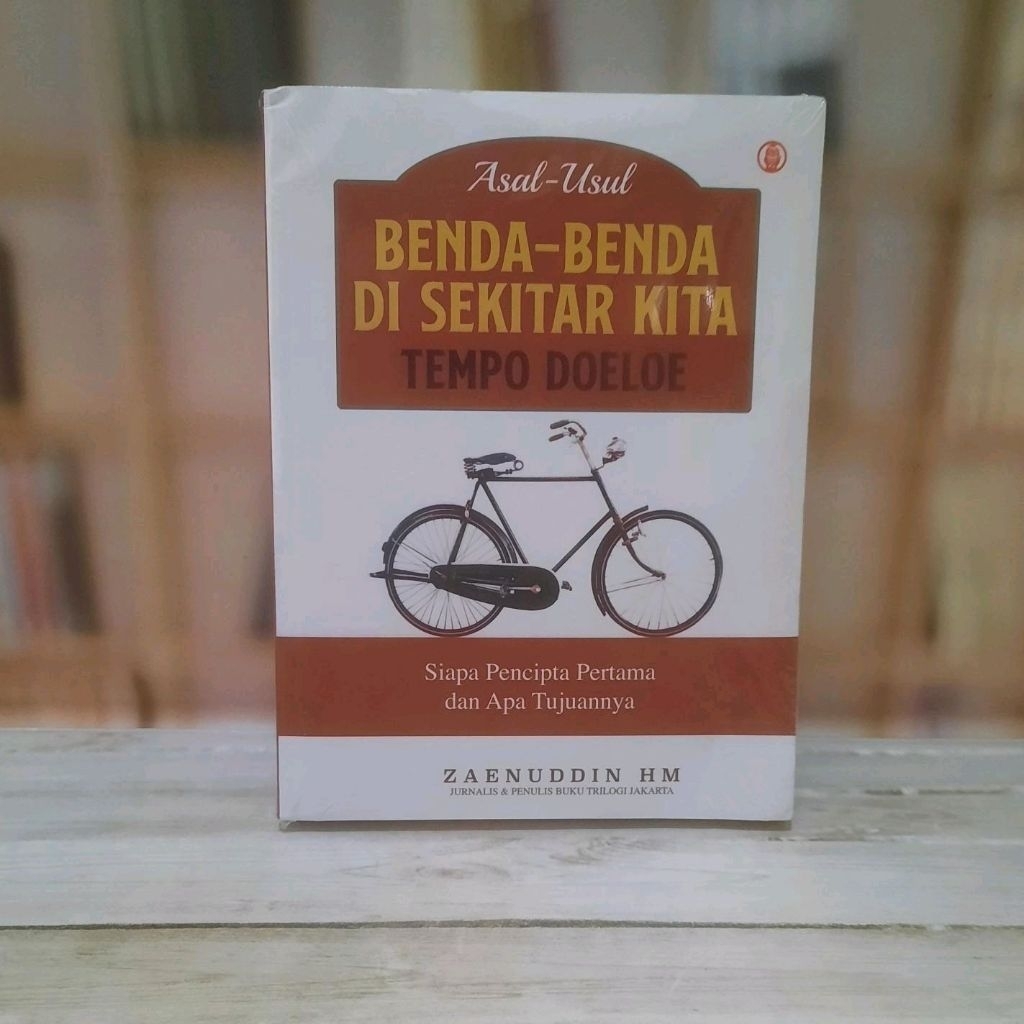 Asal-Usul
BENDA-BENDA
DI SEKITAR KITA
TEMPO DOELOE
Siapa Pencipta Pertama
dan Apa Tujuannya
ZAENUDDIN HM
JURNALIS & PENULIS BUKU TRILOGI JAKARTA